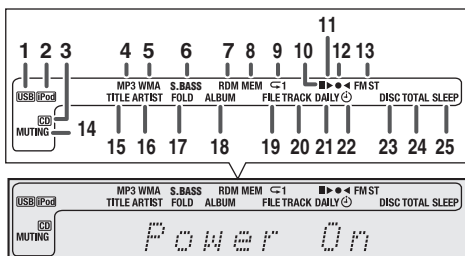 11
1 2 3 4 5 6 7 8 9 10 12 13
MP3 WMA S.BASS RDM MEM 1 FM ST
USB iPod TITLE ARTIST FOLD ALBUM FILE TRACK DAILY DISC TOTAL SLEEP
CD
MUTING 14 15 16 17 18 19 20 21 22 23 24 25
MP3 WMA S.BASS RDM MEM 1 FM ST
USB iPod TITLE ARTIST FOLD ALBUM FILE TRACK DAILY DISC TOTAL SLEEP
CD
MUTING
Power On